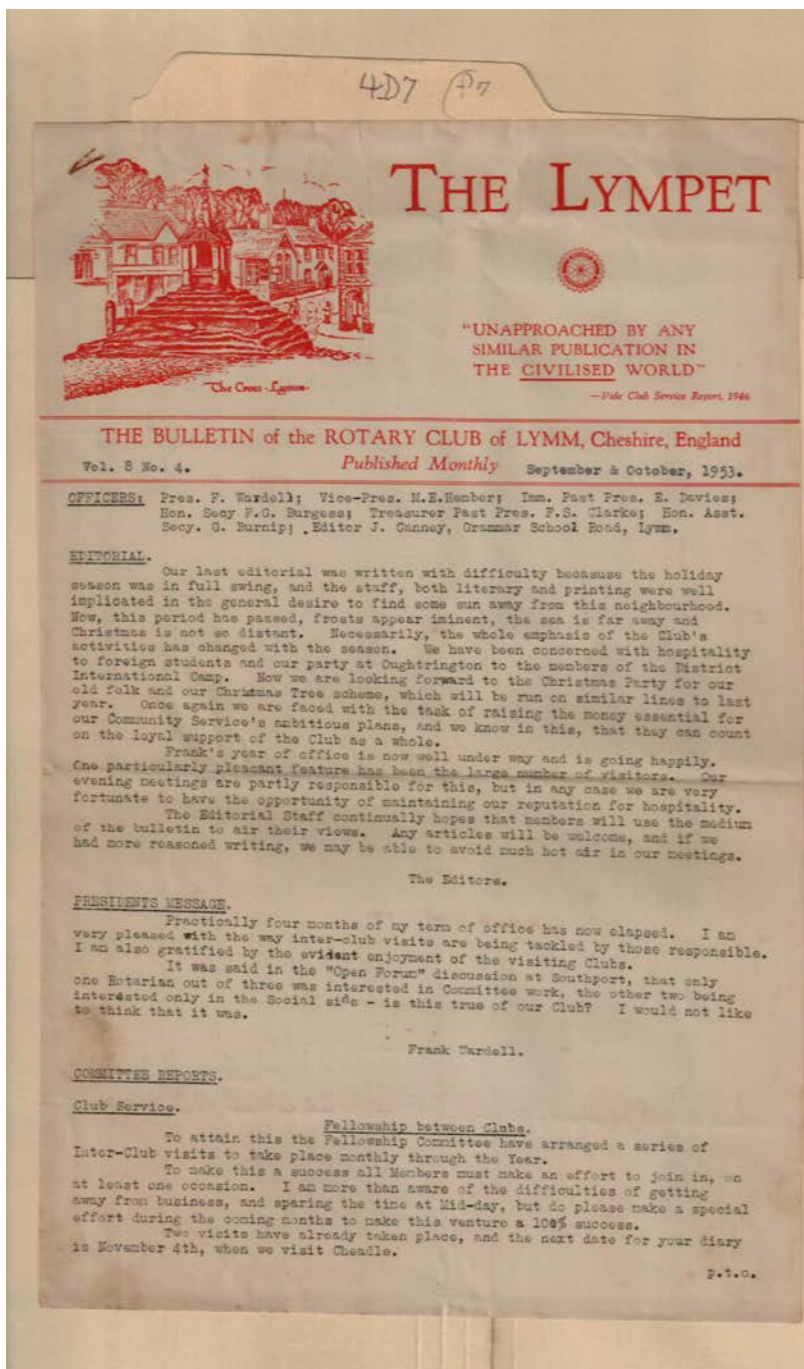 4D7 (P7
THE LYMPET
"UNAPPROACHED BY ANY
SIMILAR PUBLICATION IN
THE CIVILISED WORLD"
—Vide Club Service Report, 1946
The Cross · Lymm ·
THE BULLETIN of the ROTARY CLUB of LYMM, Cheshire, England
Vol. 8 No. 4. Published Monthly September & October, 1953.
OFFICERS: Pres. F. Wardell; Vice-Pres. M.E.Hember; Imm. Past Pres. E. Davies;
Hon. Secy F.G. Burgess; Treasurer Past Pres. F.S. Clarke; Hon. Asst.
Secy. G. Burnip; Editor J. Canney, Grammar School Road, Lymm.
EDITORIAL.
Our last editorial was written with difficulty becasuse the holiday
season was in full swing, and the staff, both literary and printing were well
implicated in the general desire to find some sun away from this neighbourhood.
Now, this period has passed, frosts appear iminent, the sea is far away and
Christmas is not so distant. Necessarily, the whole emphasis of the Club's
activities has changed with the season. We have been concerned with hospitality
to foreign students and our party at Oughtrington to the members of the District
International Camp. Now we are looking forward to the Christmas Party for our
old folk and our Christmas Tree scheme, which will be run on similar lines to last
year. Once again we are faced with the task of raising the money essential for
our Community Service's ambitious plans, and we know in this, that they can count
on the loyal support of the Club as a whole.
Frank's year of office is now well under way and is going happily.
One particularly pleasant feature has been the large number of visitors. Our
evening meetings are partly responsible for this, but in any case we are very
fortunate to have the opportunity of maintaining our reputation for hospitality.
The Editorial Staff continually hopes that members will use the medium
of the bulletin to air their views. Any articles will be welcome, and if we
had more reasoned writing, we may be able to avoid much hot air in our meetings.
The Editors.
PRESIDENTS MESSAGE.
Practically four months of my term of office has now elapsed. I am
very pleased with the way inter-club visits are being tackled by those responsible.
I am also gratified by the evident enjoyment of the visiting Clubs.
It was said in the "Open Forum" discussion at Southport, that only
one Rotarian out of three was interested in Committee work, the other two being
interested only in the Social side - is this true of our Club? I would not like
to think that it was.
Frank Wardell.
COMMITTEE REPORTS.
Club Service.
Fellowship between Clubs.
To attain this the Fellowship Committee have arranged a series of
Inter-Club visits to take place monthly through the Year.
To make this a success all Members must make an effort to join in, on
at least one occasion. I am more than aware of the difficulties of getting
away from business, and sparing the time at Mid-day, but do please make a special
effort during the coming months to make this venture a 100% success.
Two visits have already taken place, and the next date for your diary
is November 4th, when we visit Cheadle.
p.t.o.